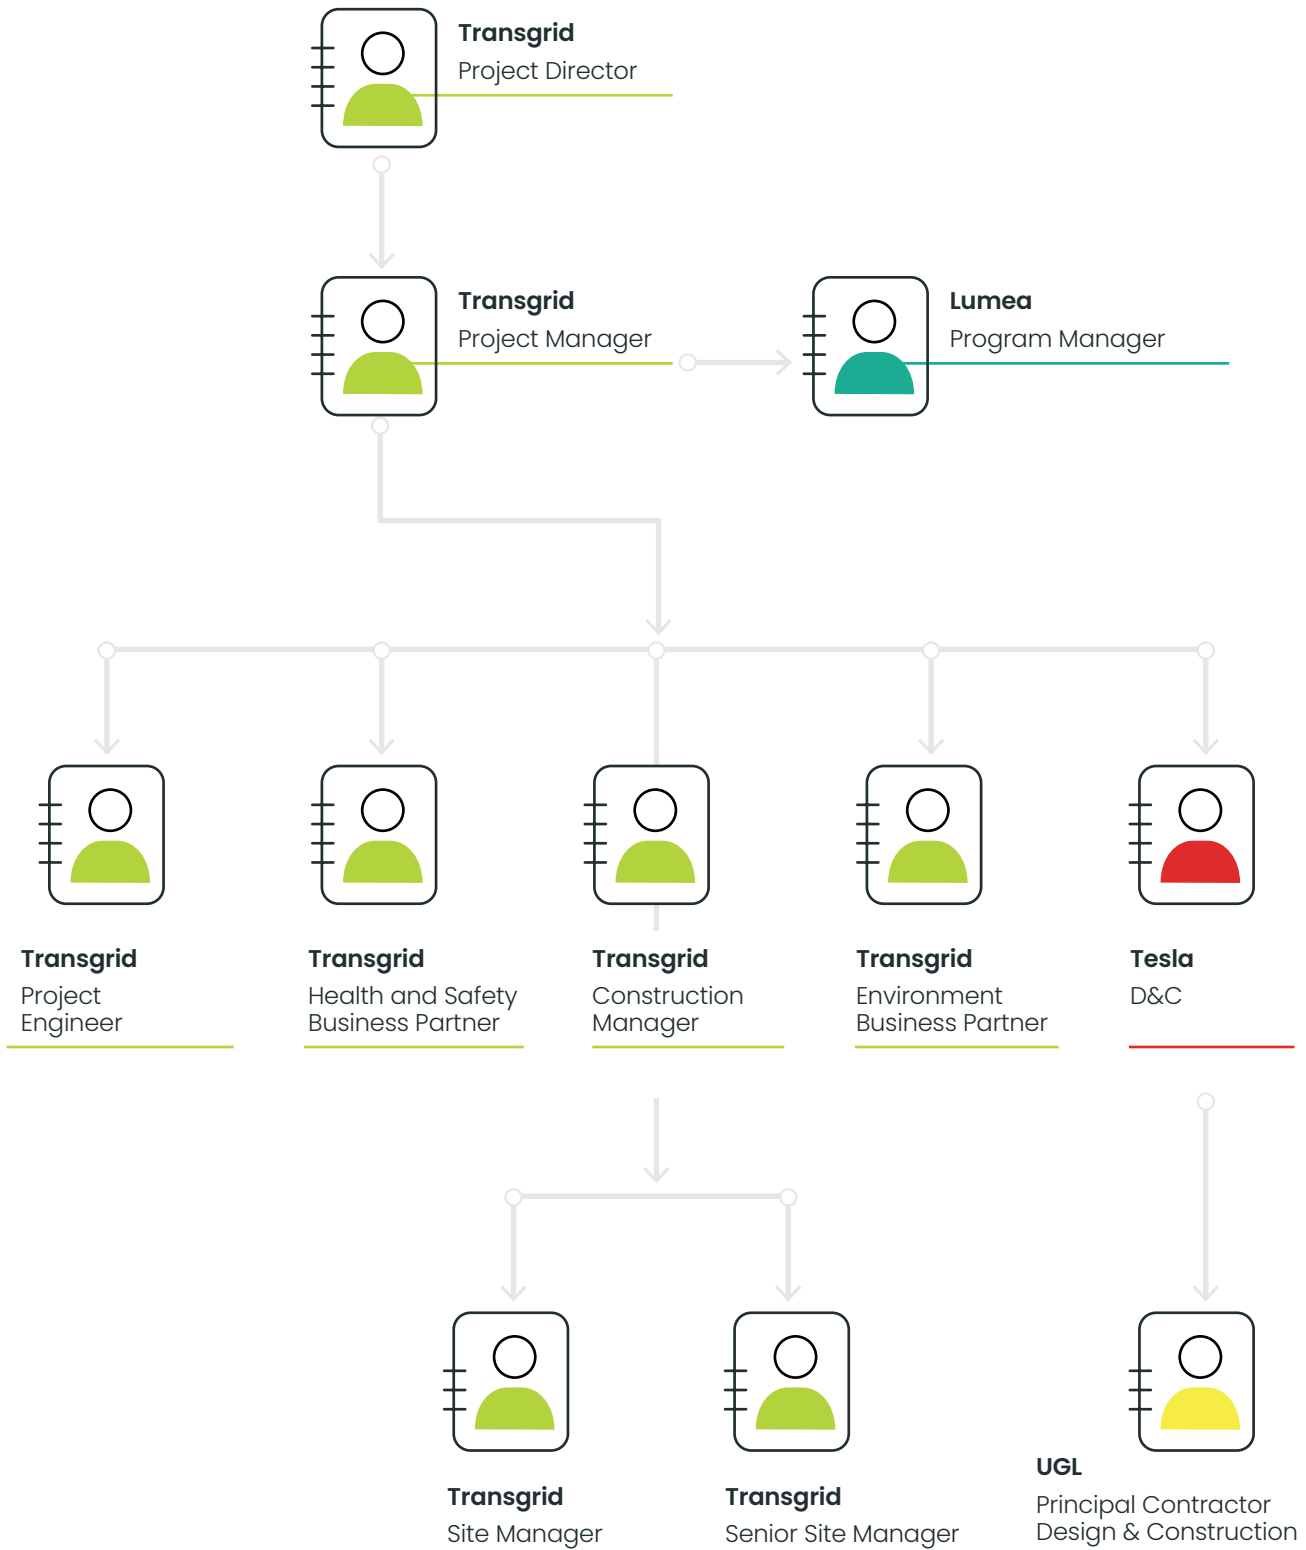 Transgrid
Project Director
Transgrid
Project Manager
Lumea
Program Manager
Transgrid
Project
Engineer
Transgrid
Health and Safety
Business Partner
Transgrid
Construction
Manager
Transgrid
Environment
Business Partner
Tesla
D&C
Transgrid
Site Manager
Transgrid
Senior Site Manager
UGL
Principal Contractor
Design & Construction